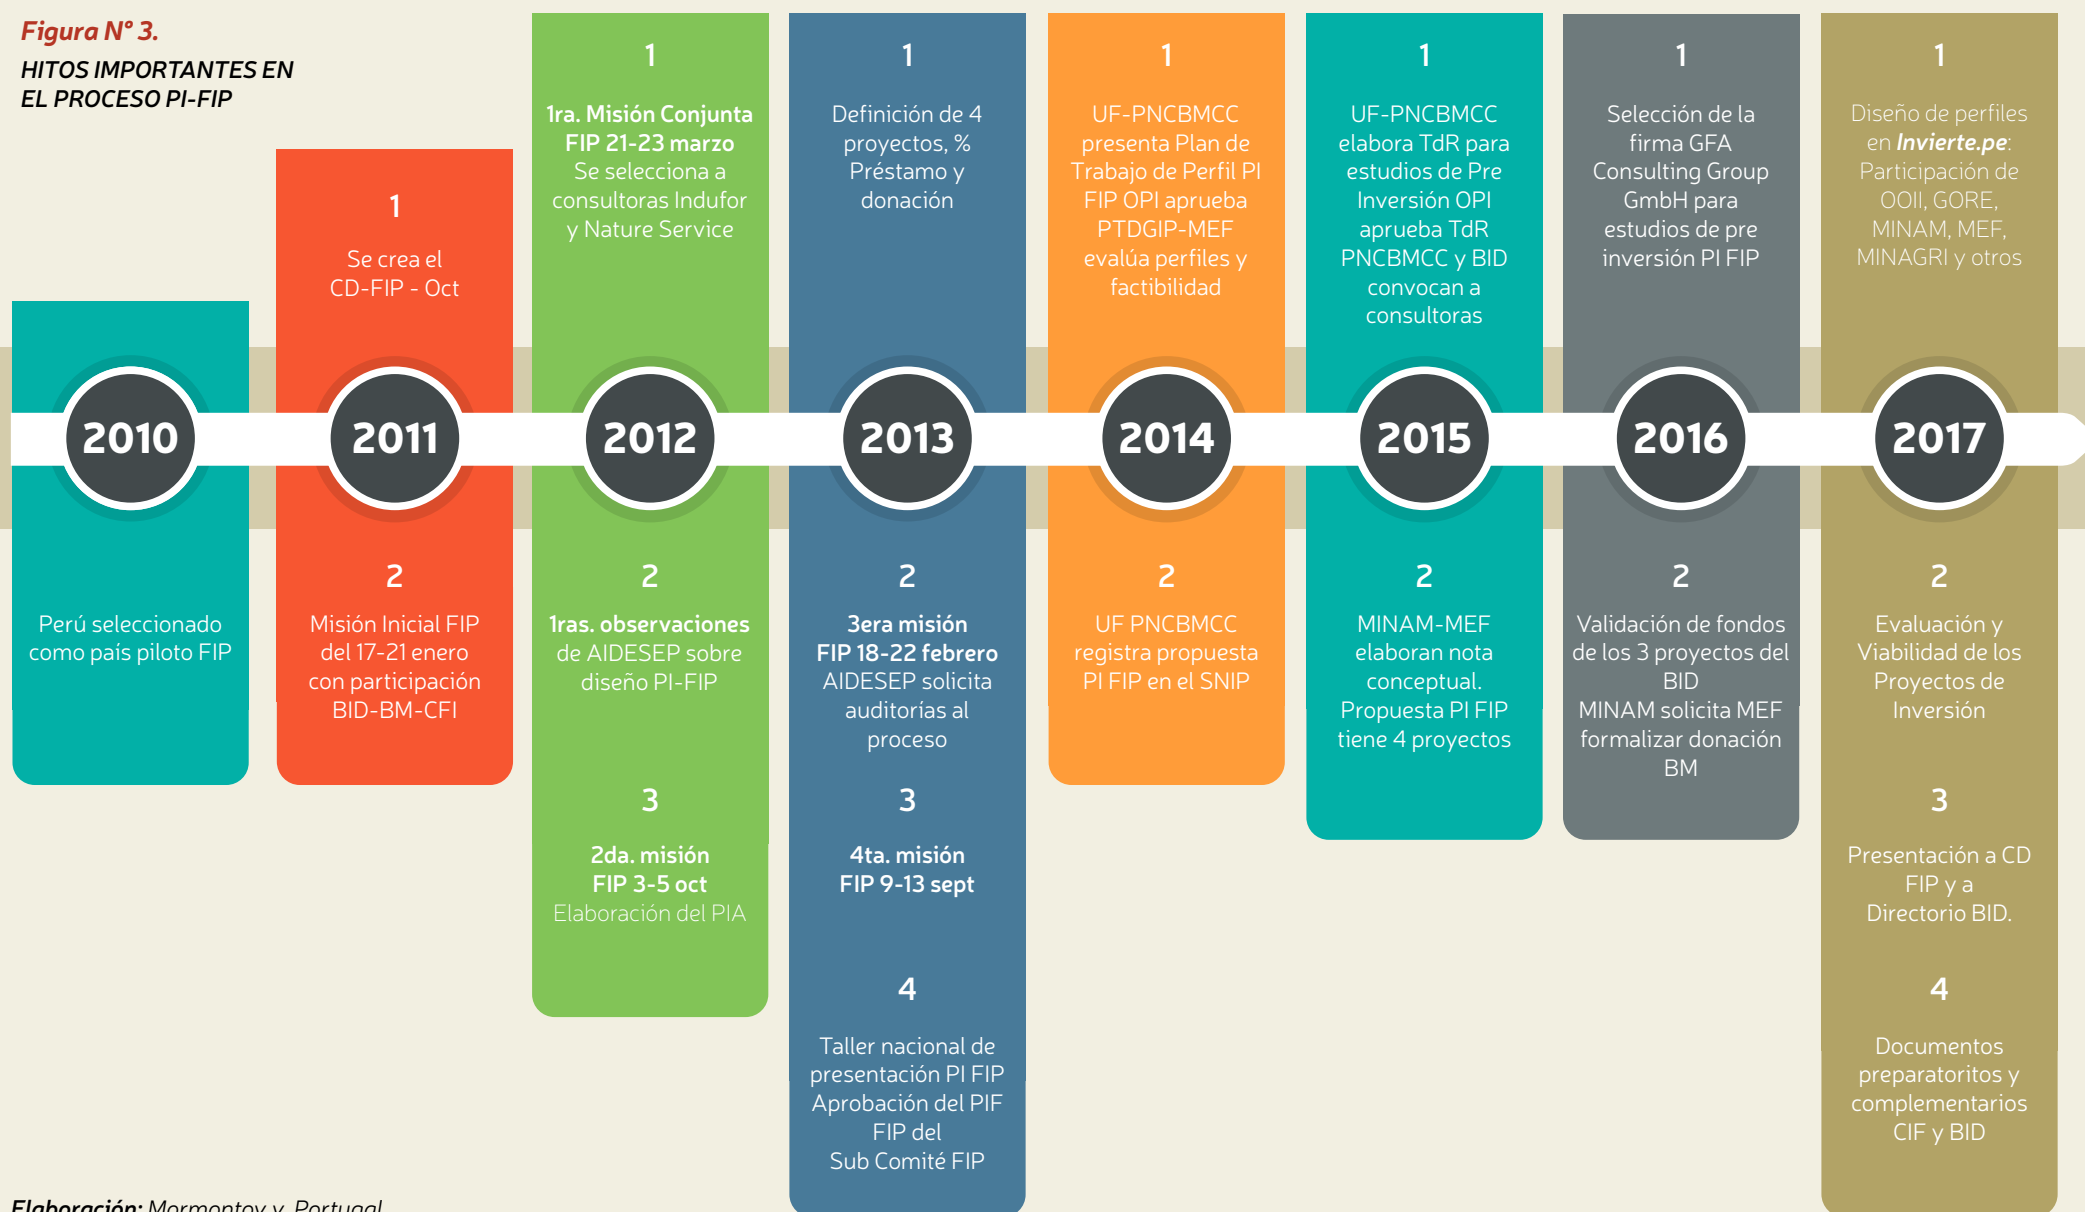 Figura N° 3.
HITOS IMPORTANTES EN
EL PROCESO PI-FIP
2010
Perú seleccionado
como país piloto FIP
1
Se crea el
CD-FIP - Oct
2011
2
Misión Inicial FIP
del 17-21 enero
con participación
BID-BM-CFI
1
1ra. Misión Conjunta
FIP 21-23 marzo
Se selecciona a
consultoras Indufor
y Nature Service
2012
2
1ras. observaciones
de AIDESEP sobre
diseño PI-FIP
3
2da. misión
FIP 3-5 oct
Elaboración del PIA
1
Definición de 4
proyectos, %
Préstamo y
donación
2013
2
3era misión
FIP 18-22 febrero
AIDESEP solicita
auditorías al
proceso
3
4ta. misión
FIP 9-13 sept
4
Taller nacional de
presentación PI FIP
Aprobación del PIF
FIP del
Sub Comité FIP
1
UF-PNCBMCC
presenta Plan de
Trabajo de Perfil PI
FIP OPI aprueba
PTDGIP-MEF
evalúa perfiles y
factibilidad
2014
2
UF PNCBMCC
registra propuesta
PI FIP en el SNIP
1
UF-PNCBMCC
elabora TdR para
estudios de Pre
Inversión OPI
aprueba TdR
PNCBMCC y BID
convocan a
consultoras
2015
2
MINAM-MEF
elaboran nota
conceptual.
Propuesta PI FIP
tiene 4 proyectos
1
Selección de la
firma GFA
Consulting Group
GmbH para
estudios de pre
inversión PI FIP
2016
2
Validación de fondos
de los 3 proyectos del
BID
MINAM solicita MEF
formalizar donación
BM
1
Diseño de perfiles
en Invierte.pe:
Participación de
OOII, GORE,
MINAM, MEF,
MINAGRI y otros
2017
2
Evaluación y
Viabilidad de los
Proyectos de
Inversión
3
Presentación a CD
FIP y a
Directorio BID.
4
Documentos
preparatoritos y
complementarios
CIF y BID
Elaboración: Mormontoy y Portugal